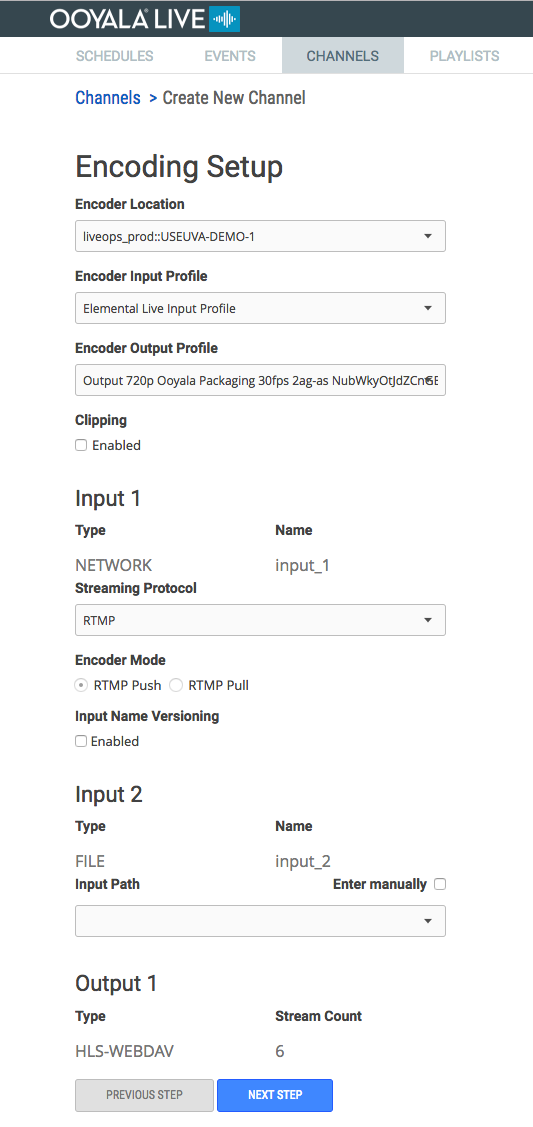 OOYALA® LIVE
SCHEDULES EVENTS CHANNELS PLAYLISTS
Channels > Create New Channel
Encoding Setup
Encoder Location
liveops_prod::USEUVA-DEMO-1
Encoder Input Profile
Elemental Live Input Profile
Encoder Output Profile
Output 720p Ooyala Packaging 30fps 2ag-as
Clipping
Enabled
Input 1
Type Name
NETWORK input_1
Streaming Protocol
RTMP
Encoder Mode
RTMP Push RTMP Pull
Input Name Versioning
Enabled
Input 2
Type Name
FILE input_2
Input Path Enter manually
Output 1
Type Stream Count
HLS-WEBDAV 6
PREVIOUS STEP NEXT STEP